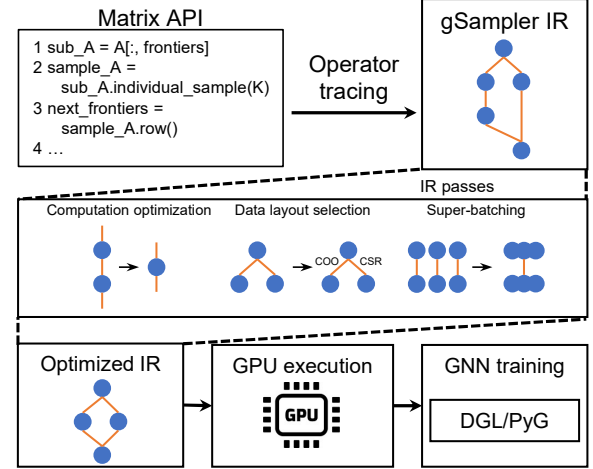 Matrix API
1 sub_A = A[:, frontiers]
2 sample_A =
sub_A.individual_sample(K)
3 next_frontiers =
sample_A.row()
4 ...
Operator
tracing
gSampler IR
IR passes
Computation optimization
Data layout selection
Super-batching
COO
CSR
Optimized IR
GPU execution
GPU
GNN training
DGL/PyG